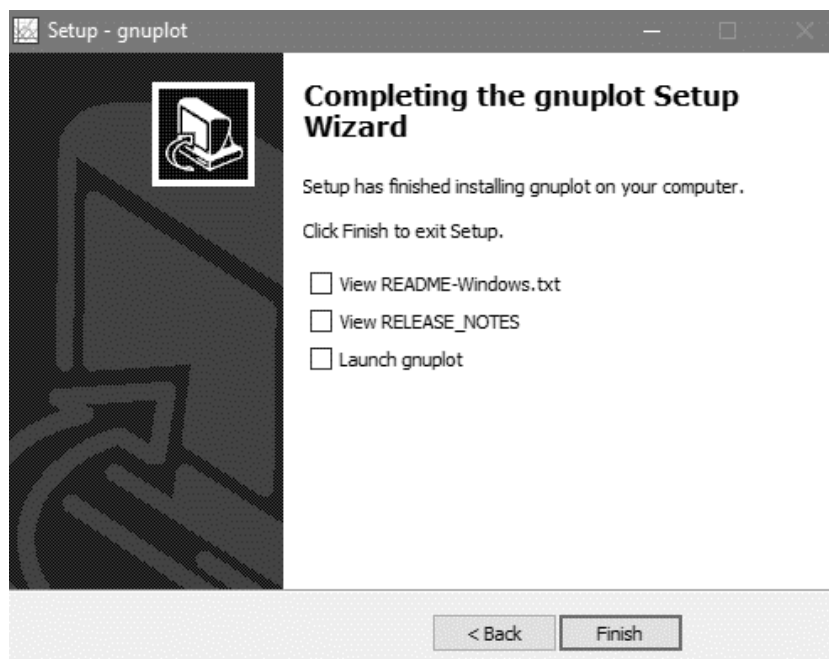 Setup - gnuplot
Completing the gnuplot Setup
Wizard
Setup has finished installing gnuplot on your computer.
Click Finish to exit Setup.
View README-Windows.txt
View RELEASE_NOTES
Launch gnuplot
< Back Finish